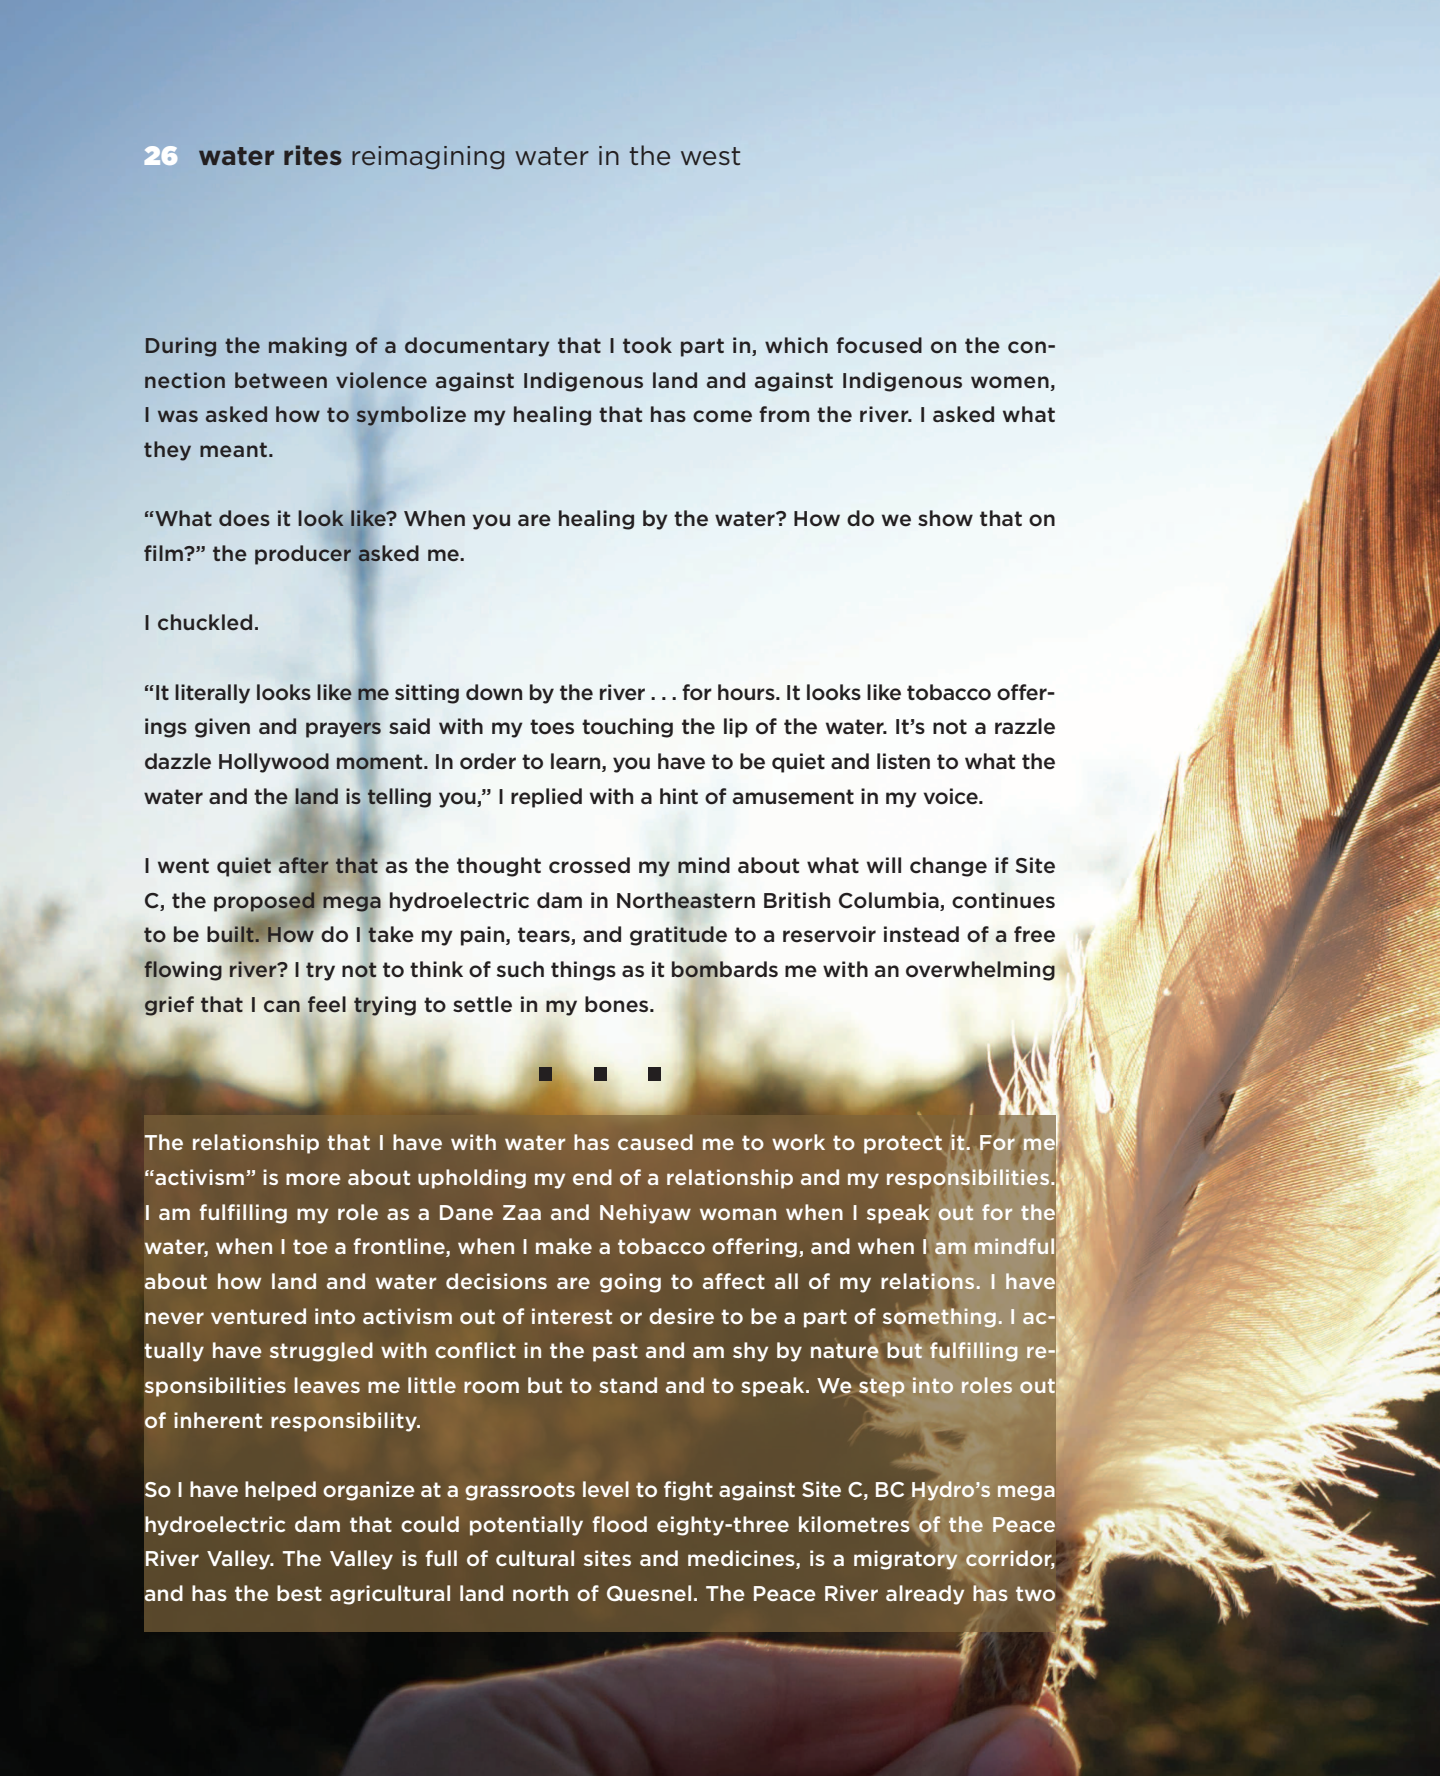 26 water rites reimagining water in the west
During the making of a documentary that I took part in, which focused on the con-
nection between violence against Indigenous land and against Indigenous women,
I was asked how to symbolize my healing that has come from the river. I asked what
they meant.
“What does it look like? When you are healing by the water? How do we show that on
film?” the producer asked me.
I chuckled.
“It literally looks like me sitting down by the river . . . for hours. It looks like tobacco offer-
ings given and prayers said with my toes touching the lip of the water. It’s not a razzle
dazzle Hollywood moment. In order to learn, you have to be quiet and listen to what the
water and the land is telling you,” I replied with a hint of amusement in my voice.
I went quiet after that as the thought crossed my mind about what will change if Site
C, the proposed mega hydroelectric dam in Northeastern British Columbia, continues
to be built. How do I take my pain, tears, and gratitude to a reservoir instead of a free
flowing river? I try not to think of such things as it bombards me with an overwhelming
grief that I can feel trying to settle in my bones.
The relationship that I have with water has caused me to work to protect it. For me
“activism” is more about upholding my end of a relationship and my responsibilities.
I am fulfilling my role as a Dane Zaa and Nehiyaw woman when I speak out for the
water, when I toe a frontline, when I make a tobacco offering, and when I am mindful
about how land and water decisions are going to affect all of my relations. I have
never ventured into activism out of interest or desire to be a part of something. I ac-
tually have struggled with conflict in the past and am shy by nature but fulfilling re-
sponsibilities leaves me little room but to stand and to speak. We step into roles out
of inherent responsibility.
So I have helped organize at a grassroots level to fight against Site C, BC Hydro’s mega
hydroelectric dam that could potentially flood eighty-three kilometres of the Peace
River Valley. The Valley is full of cultural sites and medicines, is a migratory corridor,
and has the best agricultural land north of Quesnel. The Peace River already has two